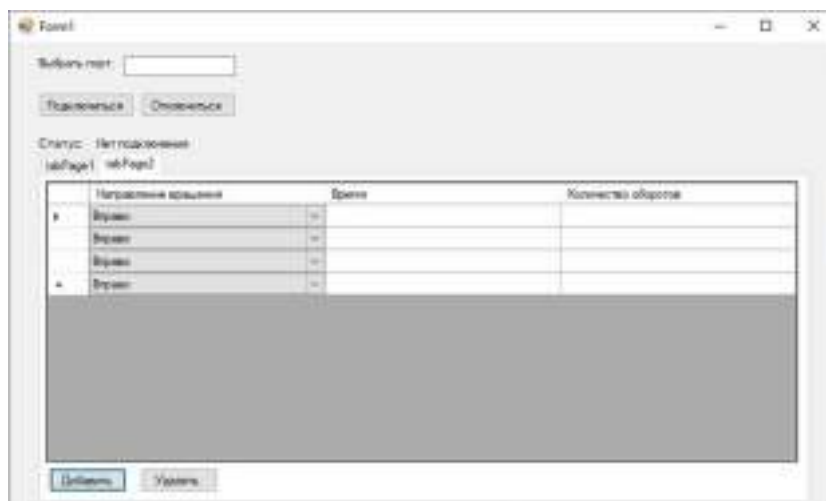 Form1
Выбрать порт
Подключиться Отключиться
Статус: Нет подключения
tabPage1 tabPage2
Направление вращения Время Количество оборотов
Вправо
Вправо
Вправо
Вправо
Добавить Удалить